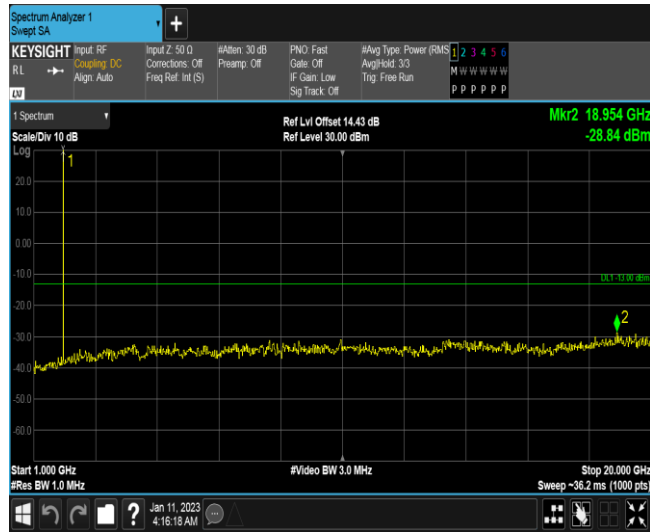 Spectrum Analyzer 1
Swept SA
+
KEYSIGHT
RL
LXI
Input: RF
Coupling: DC
Align: Auto
Input Z: 50 Ω
Corrections: Off
Freq Ref: Int (S)
#Atten: 30 dB
Preamp: Off
PNO: Fast
Gate: Off
IF Gain: Low
Sig Track: Off
#Avg Type: Power (RMS
Avg|Hold: 3/3
Trig: Free Run
1 2 3 4 5 6
M W W W W W
P P P P P P
1 Spectrum
Scale/Div 10 dB
Log
Ref Lvl Offset 14.43 dB
Ref Level 30.00 dBm
Mkr2 18.954 GHz
-28.84 dBm
1
20.0
10.0
0.00
-10.0
DL1 -13.00 dBm
-20.0
2
-30.0
-40.0
-50.0
-60.0
Start 1.000 GHz
#Res BW 1.0 MHz
#Video BW 3.0 MHz
Stop 20.000 GHz
Sweep ~36.2 ms (1000 pts)
?
Jan 11, 2023
4:16:18 AM